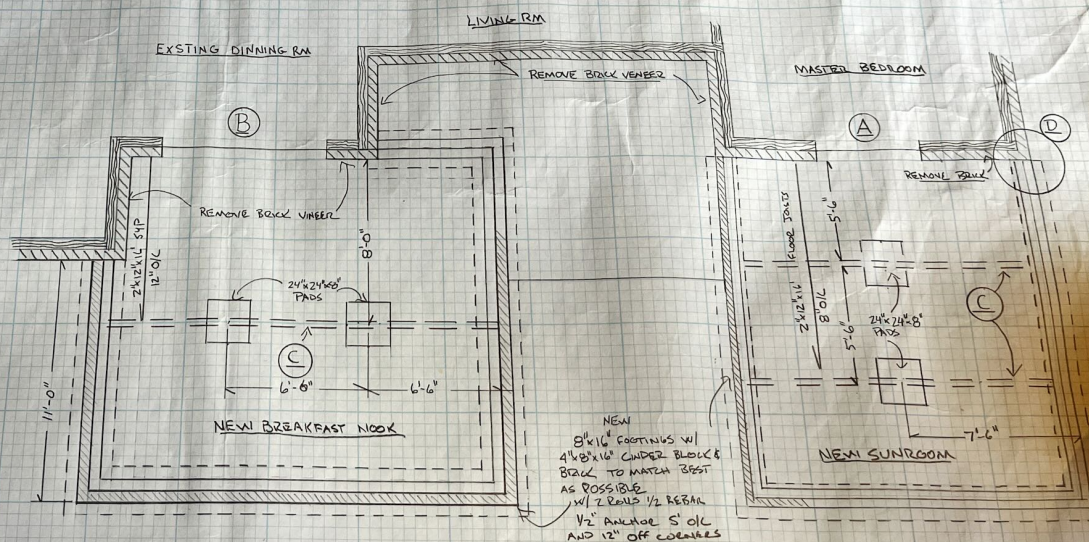 LIVING RM
EXSTING DINNING RM
REMOVE BRICK VENEER
MASTER BEDROOM
B
A
D
REMOVE BRICK
REMOVE BRICK VINEER
2"x12"x16' SYP
12" O/C
8'-0"
24"x24"x8"
PADS
C
6'-6"
6'-6"
11'-0"
NEW BREAKFAST NOOK
FLOOR JOISTS
2"x12"x16'
8" O/C
5'-6"
5'-6"
24"x24"x8"
PADS
C
7'-6"
NEW SUNROOM
NEW
8"x16" FOOTINGS W/
4"x8"x16" CINDER BLOCK &
BRICK TO MATCH BEST
AS POSSIBLE
W/ 2 ROWS 1/2 REBAR
1/2" ANCHOR 5' O/C
AND 12" OFF CORNERS